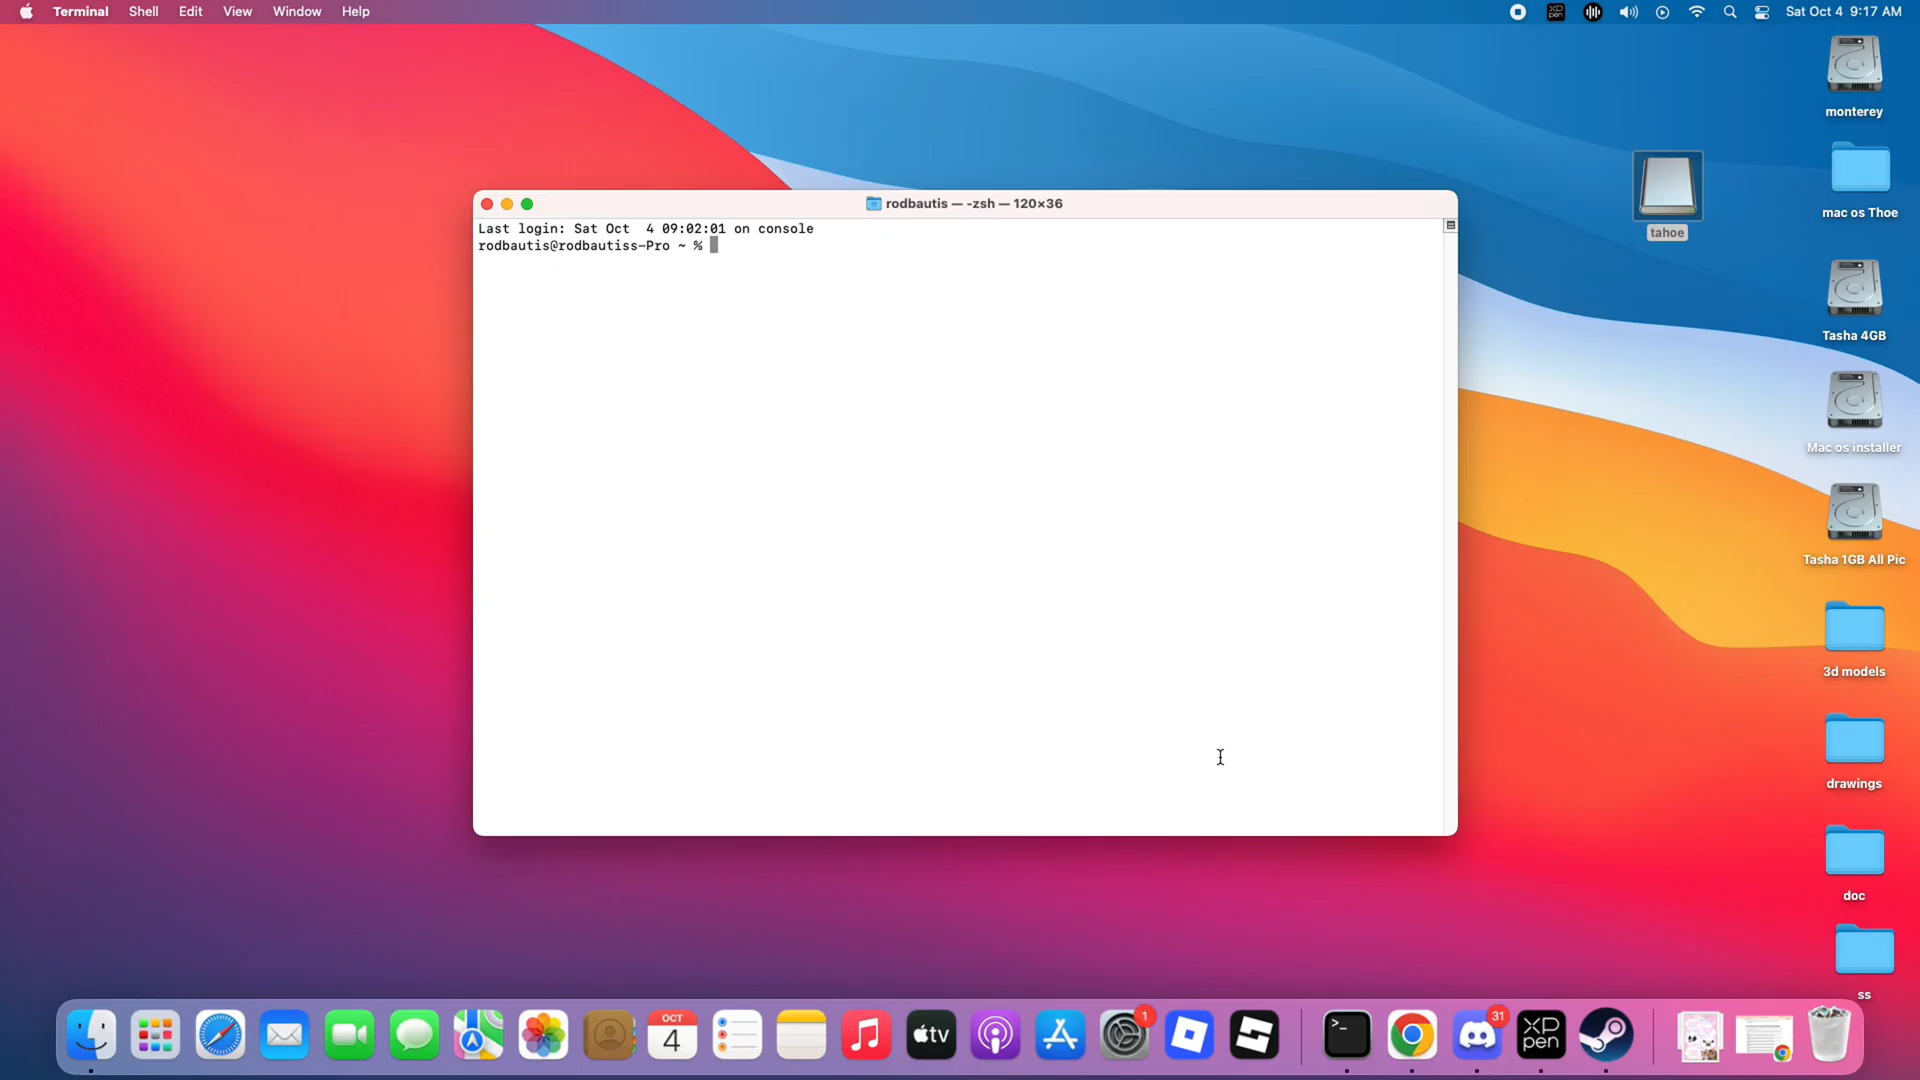 Terminal Shell Edit View Window Help
XP pen
Sat Oct 4 9:17 AM
monterey
mac os Thoe
tahoe
Tasha 4GB
Mac os installer
Tasha 1GB All Pic
3d models
drawings
doc
ss
rodbautis — -zsh — 120×36
Last login: Sat Oct  4 09:02:01 on console
rodbautis@rodbautiss-Pro ~ %
OCT
4
tv
1
>_
31
XP
pen